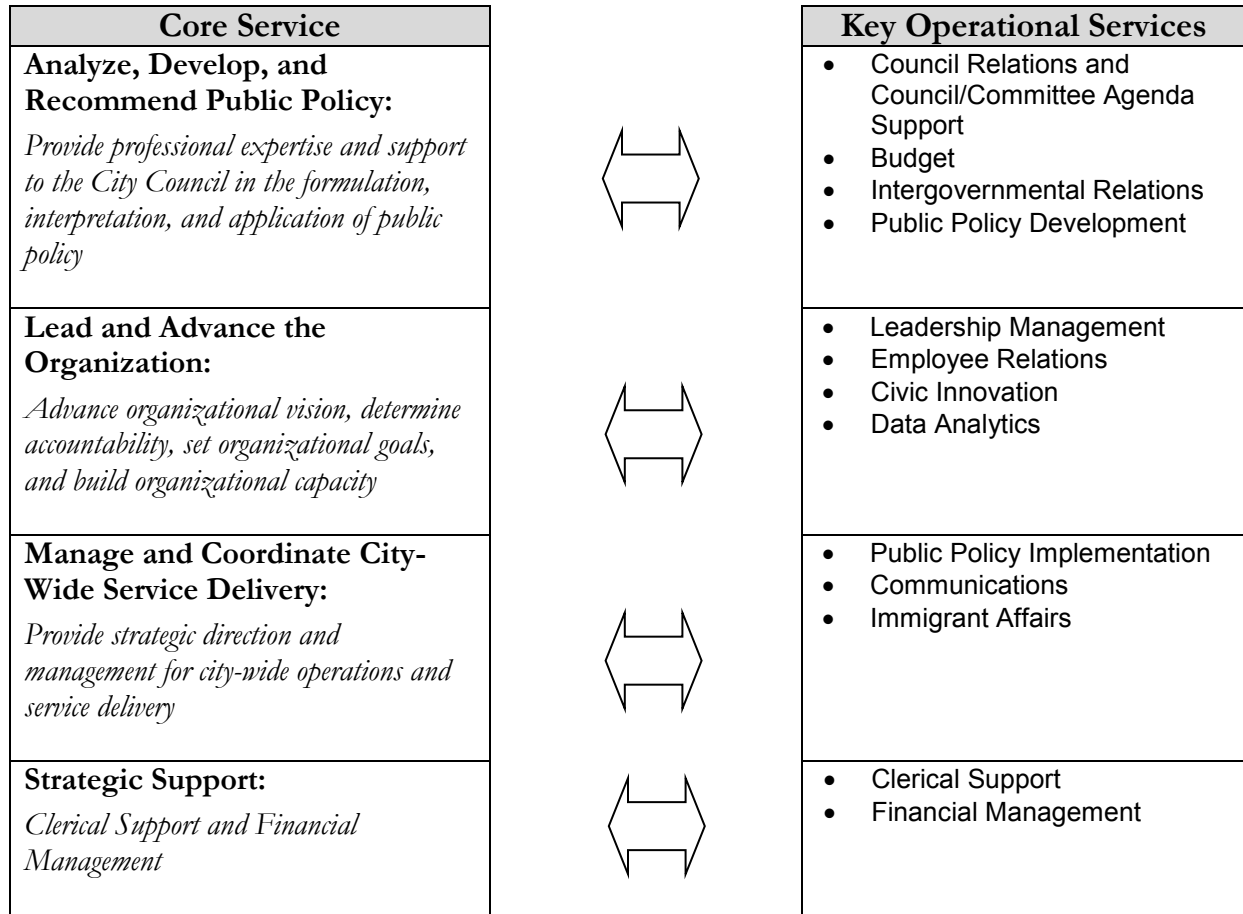 Core Service
Analyze, Develop, and
Recommend Public Policy:
Provide professional expertise and support
to the City Council in the formulation,
interpretation, and application of public
policy
Lead and Advance the
Organization:
Advance organizational vision, determine
accountability, set organizational goals,
and build organizational capacity
Manage and Coordinate City-
Wide Service Delivery:
Provide strategic direction and
management for city-wide operations and
service delivery
Strategic Support:
Clerical Support and Financial
Management
Key Operational Services
• Council Relations and
Council/Committee Agenda
Support
• Budget
• Intergovernmental Relations
• Public Policy Development
• Leadership Management
• Employee Relations
• Civic Innovation
• Data Analytics
• Public Policy Implementation
• Communications
• Immigrant Affairs
• Clerical Support
• Financial Management